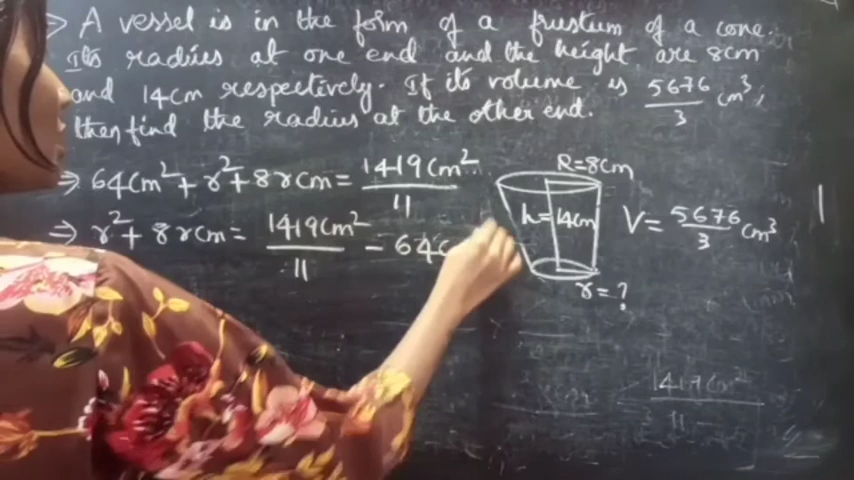 ⇒ A vessel is in the form of a frustum of a cone.
Its radius at one end and the height are 8cm
and 14cm respectively. If its volume is 5676/3 cm³,
then find the radius at the other end.
⇒ 64cm² + r² + 8rcm = 1419cm²/11
⇒ r² + 8rcm = 1419cm²/11 - 64c
R=8cm
h=14cm
r=?
V= 5676/3 cm³
1419cm²/11